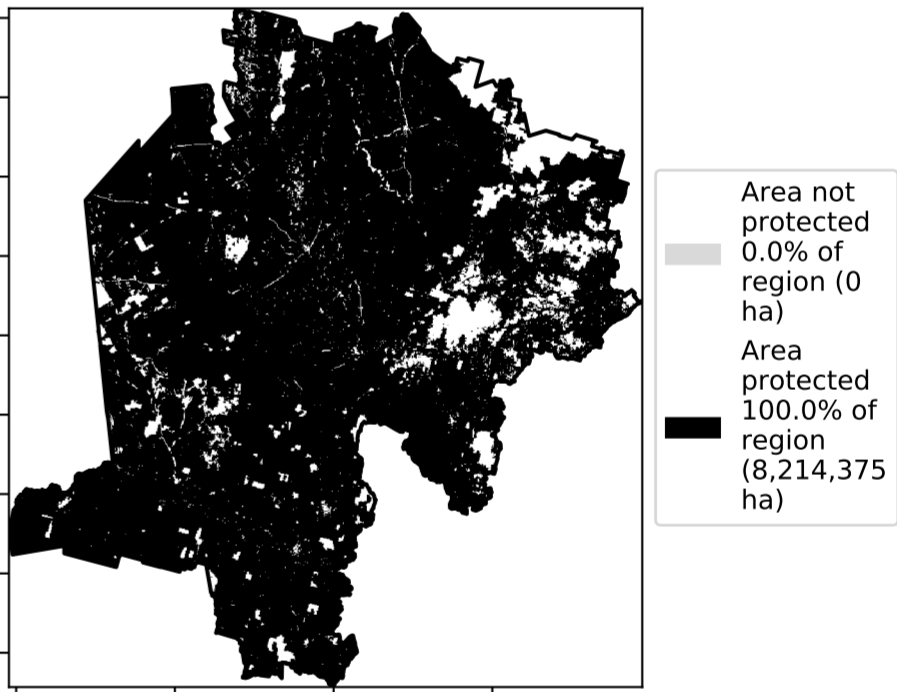 Area not
protected
0.0% of
region (0
ha)
Area
protected
100.0% of
region
(8,214,375
ha)